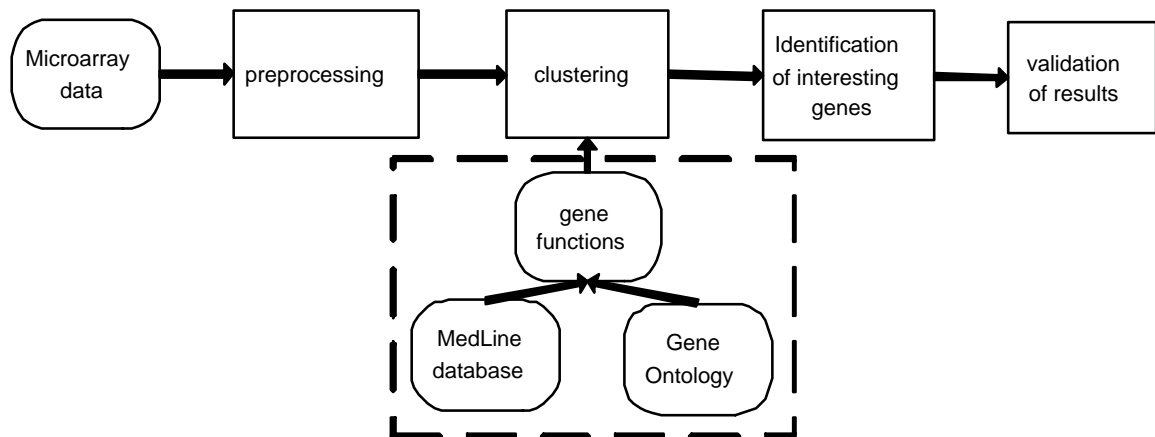 Microarray
data
preprocessing
clustering
Identification
of interesting
genes
validation
of results
gene
functions
MedLine
database
Gene
Ontology